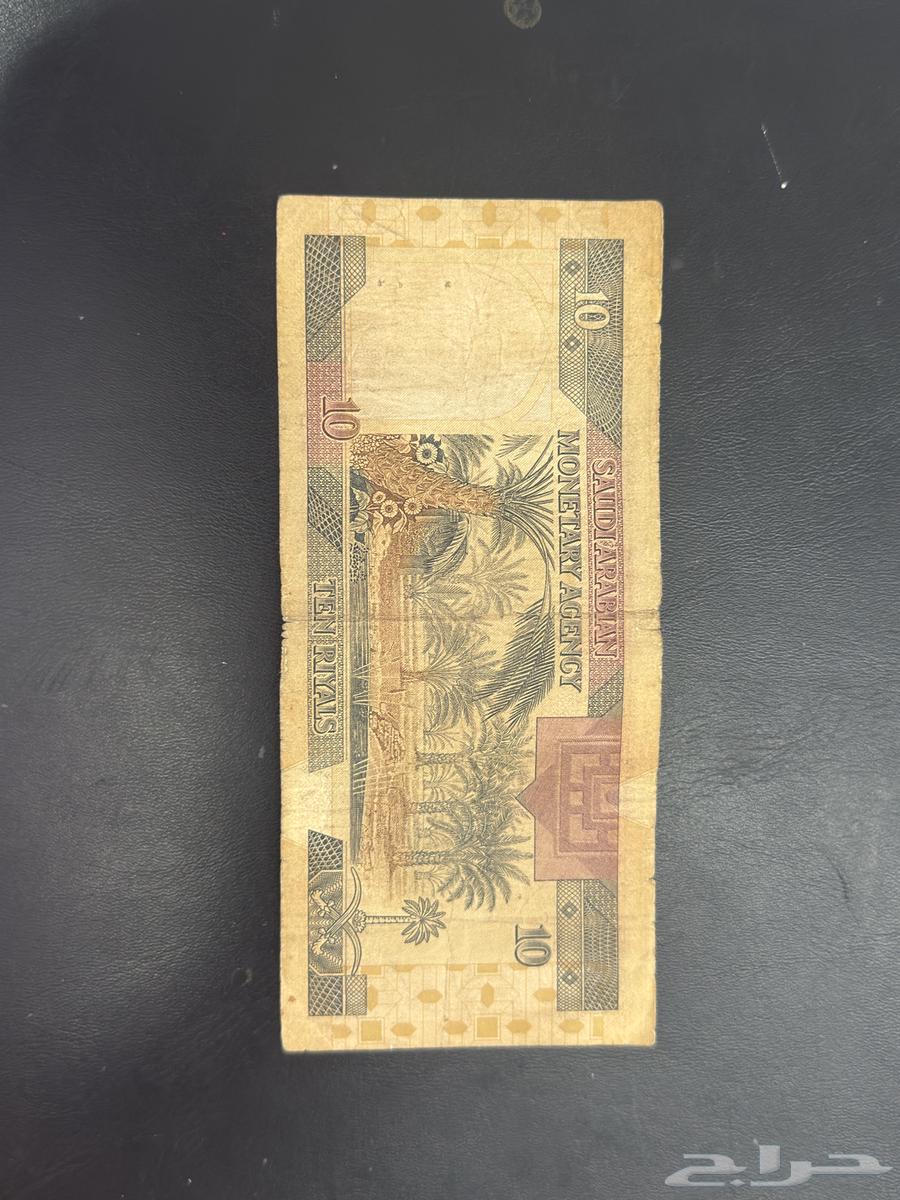 SAUDI ARABIAN
MONETARY AGENCY
10
10
10
TEN RIYALS
حراج